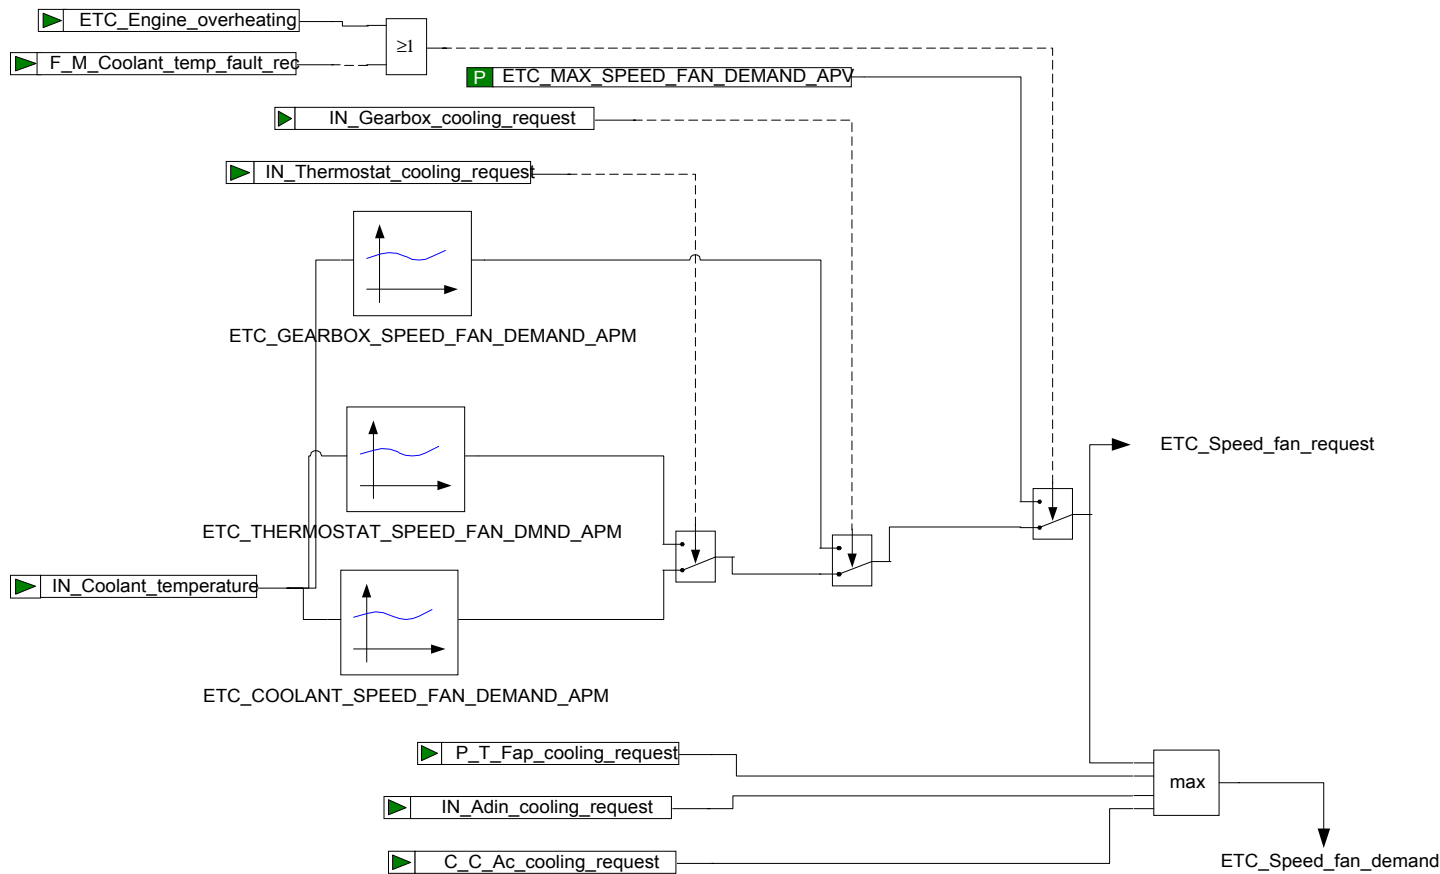 ETC_Engine_overheating
≥1
F_M_Coolant_temp_fault_rec
P ETC_MAX_SPEED_FAN_DEMAND_APV
IN_Gearbox_cooling_request
IN_Thermostat_cooling_request
ETC_GEARBOX_SPEED_FAN_DEMAND_APM
ETC_Speed_fan_request
ETC_THERMOSTAT_SPEED_FAN_DMND_APM
IN_Coolant_temperature
ETC_COOLANT_SPEED_FAN_DEMAND_APM
P_T_Fap_cooling_request
max
IN_Adin_cooling_request
C_C_Ac_cooling_request
ETC_Speed_fan_demand